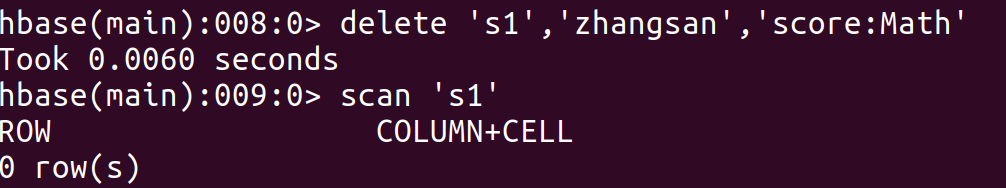 hbase(main):008:0> delete 's1','zhangsan','score:Math'
Took 0.0060 seconds
hbase(main):009:0> scan 's1'
ROW                   COLUMN+CELL
0 row(s)